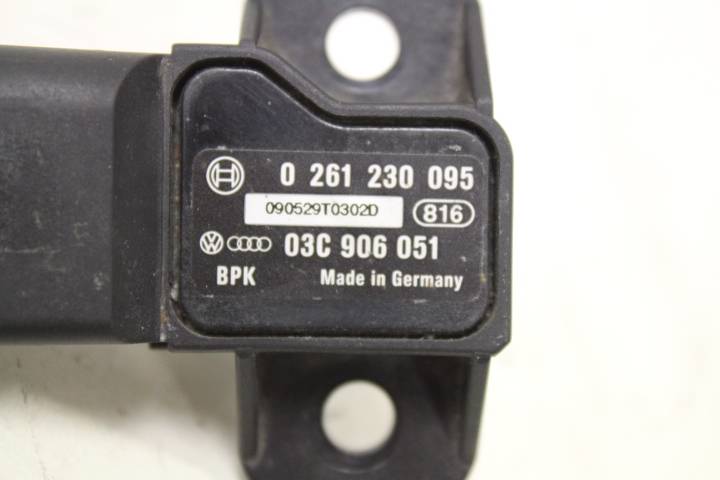 0 261 230 095
090529T0302D 816
03C 906 051
BPK Made in Germany